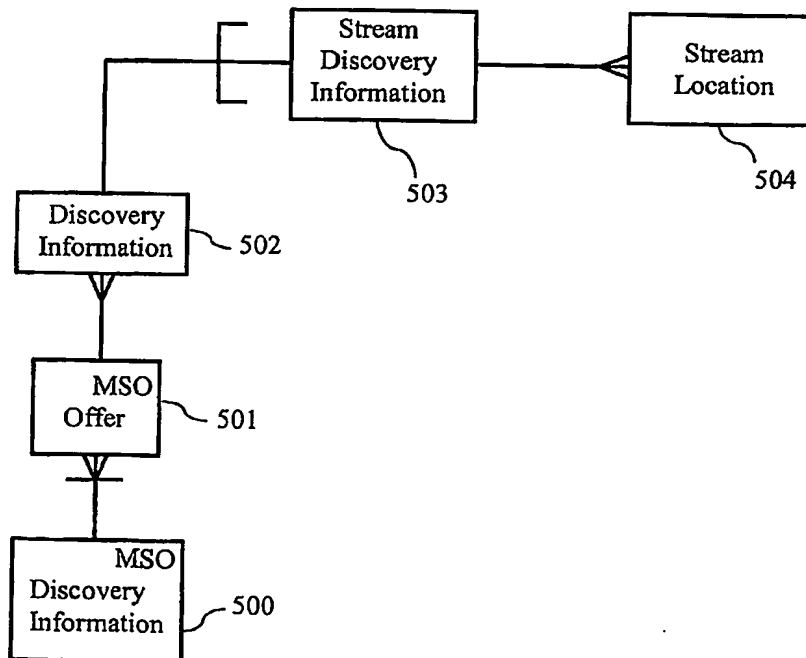 Stream
Discovery
Information
503
Stream
Location
504
Discovery
Information
502
MSO
Offer
501
MSO
Discovery
Information
500